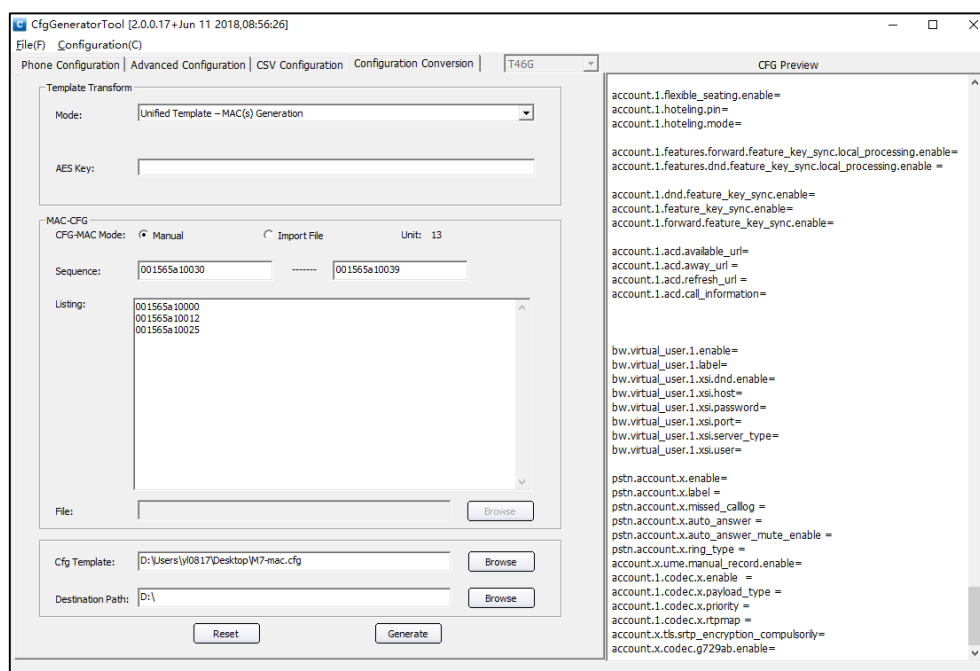 CfgGeneratorTool [2.0.0.17+Jun 11 2018,08:56:26]
File(F) Configuration(C)
Phone Configuration Advanced Configuration CSV Configuration Configuration Conversion T46G
Template Transform
Mode: Unified Template – MAC(s) Generation
AES Key:
MAC-CFG
CFG-MAC Mode: Manual Import File Unit: 13
Sequence: 001565a10030 ------- 001565a10039
Listing:
001565a10000
001565a10012
001565a10025
File: Browse
Cfg Template: D:\Users\yl0817\Desktop\M7-mac.cfg Browse
Destination Path: D:\ Browse
Reset Generate
CFG Preview
account.1.flexible_seating.enable=
account.1.hoteling.pin=
account.1.hoteling.mode=
account.1.features.forward.feature_key_sync.local_processing.enable=
account.1.features.dnd.feature_key_sync.local_processing.enable =
account.1.dnd.feature_key_sync.enable=
account.1.feature_key_sync.enable=
account.1.forward.feature_key_sync.enable=
account.1.acd.available_url=
account.1.acd.away_url =
account.1.acd.refresh_url =
account.1.acd.call_information=
bw.virtual_user.1.enable=
bw.virtual_user.1.label=
bw.virtual_user.1.xsi.dnd.enable=
bw.virtual_user.1.xsi.host=
bw.virtual_user.1.xsi.password=
bw.virtual_user.1.xsi.port=
bw.virtual_user.1.xsi.server_type=
bw.virtual_user.1.xsi.user=
pstn.account.x.enable=
pstn.account.x.label =
pstn.account.x.missed_calllog =
pstn.account.x.auto_answer =
pstn.account.x.auto_answer_mute_enable =
pstn.account.x.ring_type =
account.x.ume.manual_record.enable=
account.1.codec.x.enable =
account.1.codec.x.payload_type =
account.1.codec.x.priority =
account.1.codec.x.rtpmap =
account.x.tls.srtp_encryption_compulsorily=
account.x.codec.g729ab.enable=